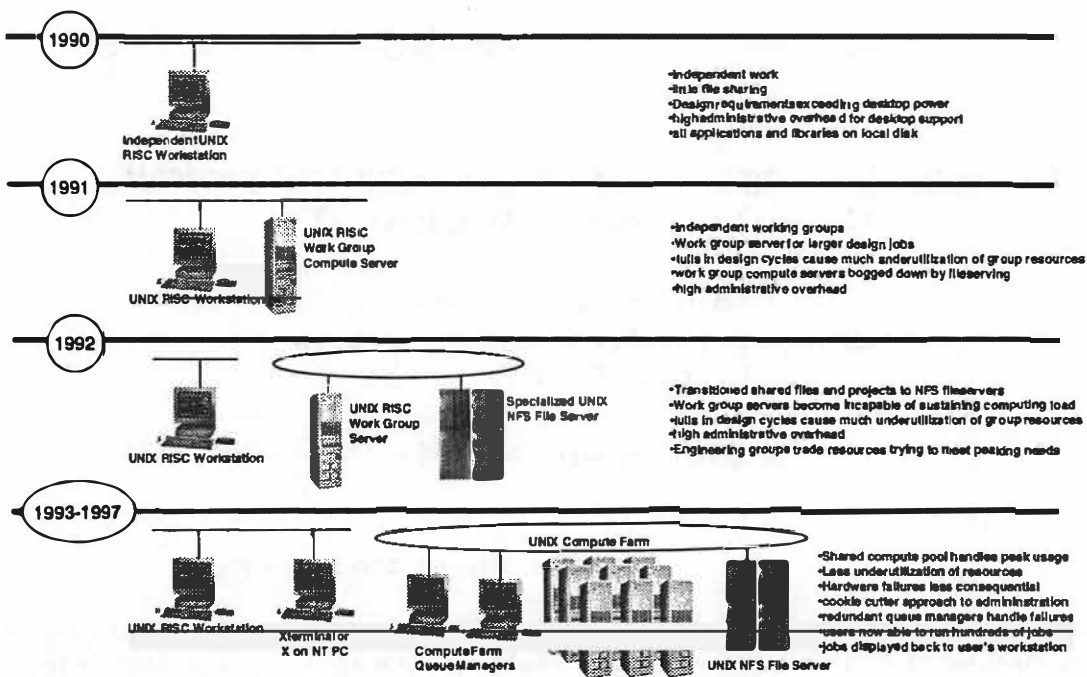 1990
Independent UNIX
RISC Workstation
•Independent work
•little file sharing
•Design requirements exceeding desktop power
•high administrative overhead for desktop support
•all applications and libraries on local disk
1991
UNIX RISIC
Work Group
Compute Server
UNIX RISC Workstation
•Independent working groups
•Work group server for larger design jobs
•lulls in design cycles cause much underutilization of group resources
•work group compute servers bogged down by fileserving
•high administrative overhead
1992
UNIX RISC Workstation
UNIX RISC
Work Group
Server
Specialized UNIX
NFS File Server
•Transitioned shared files and projects to NFS fileservers
•Work group servers become incapable of sustaining computing load
•lulls in design cycles cause much underutilization of group resources
•high administrative overhead
•Engineering groups trade resources trying to meet peaking needs
1993-1997
UNIX RISC Workstation
Xterminal or
X on NT PC
Compute Farm
Queue Managers
UNIX Compute Farm
UNIX NFS File Server
•Shared compute pool handles peak usage
•Less underutilization of resources
•Hardware failures less consequential
•cookie cutter approach to admininstration
•redundant queue managers handle failures
•users now able to run hundreds of jobs
•jobs displayed back to user's workstation